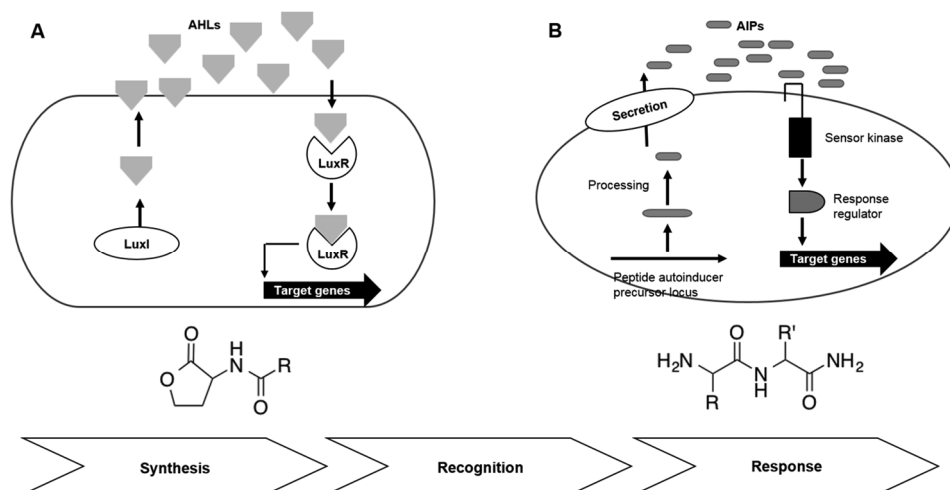 A
AHLs
LuxR
LuxI
LuxR
Target genes
O
H
N
O
R
O
B
AIPs
Secretion
Sensor kinase
Processing
Response
regulator
Target genes
Peptide autoinducer
precursor locus
O
R'
H₂N
NH₂
N
H
R
O
Synthesis
Recognition
Response